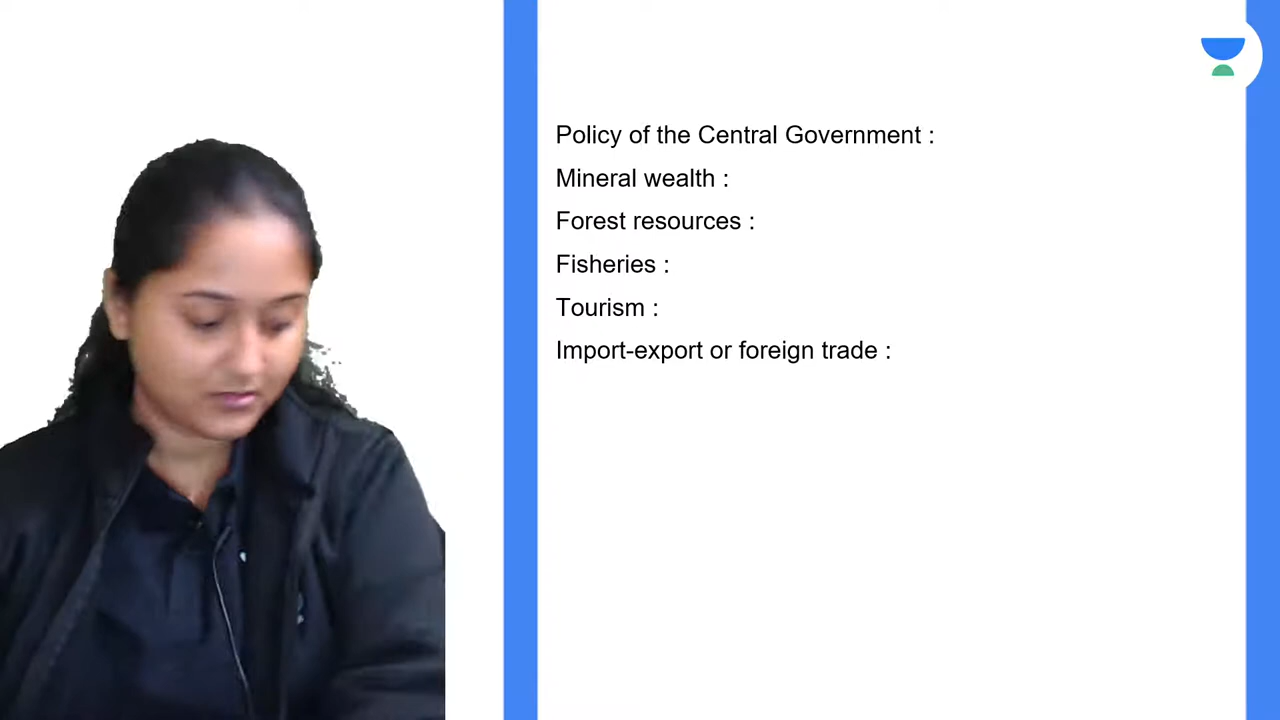 Policy of the Central Government :
Mineral wealth :
Forest resources :
Fisheries :
Tourism :
Import-export or foreign trade :